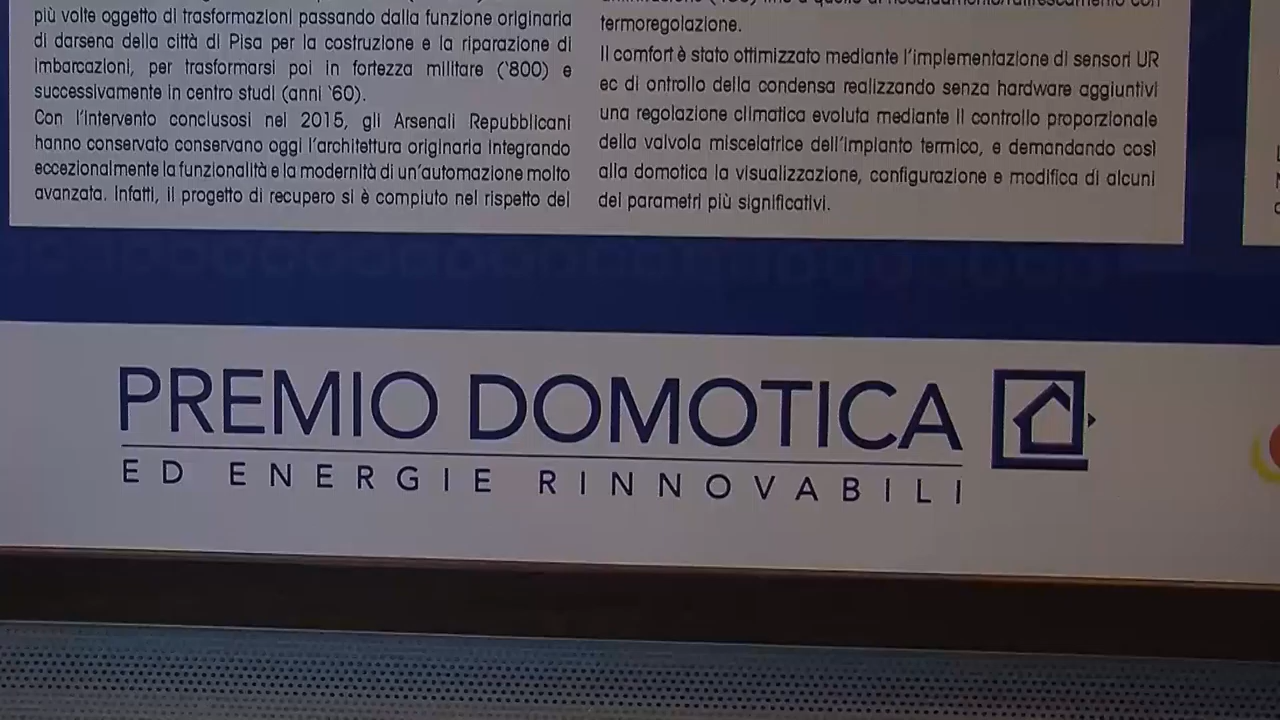 più volte oggetto di trasformazioni passando dalla funzione originaria
di darsena della città di Pisa per la costruzione e la riparazione di
imbarcazioni, per trasformarsi poi in fortezza militare (‘800) e
successivamente in centro studi (anni ‘60).
Con l’intervento conclusosi nel 2015, gli Arsenali Repubblicani
hanno conservato conservano oggi l’architettura originaria integrando
eccezionalmente la funzionalità e la modernità di un’automazione molto
avanzata. Infatti, il progetto di recupero si è compiuto nel rispetto dei
termoregolazione.
Il comfort è stato ottimizzato mediante l’implementazione di sensori UR
ec di ontrollo della condensa realizzando senza hardware aggiuntivi
una regolazione climatica evoluta mediante il controllo proporzionale
della valvola miscelatrice dell’impianto termico, e demandando così
alla domotica la visualizzazione, configurazione e modifica di alcuni
dei parametri più significativi.
PREMIO DOMOTICA
ED ENERGIE RINNOVABILI